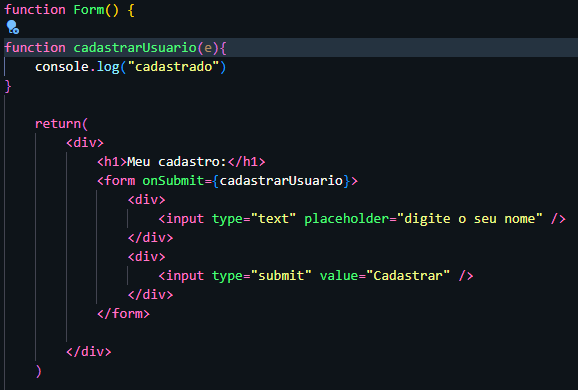 function Form() {
function cadastrarUsuario(e){
console.log("cadastrado")
}
return(
<div>
<h1>Meu cadastro:</h1>
<form onSubmit={cadastrarUsuario}>
<div>
<input type="text" placeholder="digite o seu nome" />
</div>
<div>
<input type="submit" value="Cadastrar" />
</div>
</form>
</div>
)